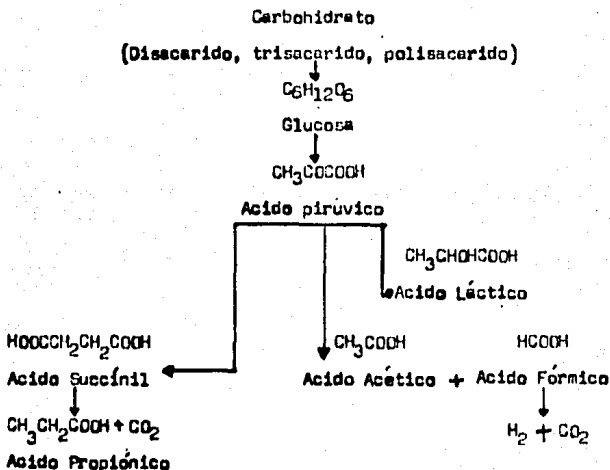 Carbohidrato
(Disacarido, trisacarido, polisacarido)
C6H12O6
Glucosa
CH3COCOOH
Acido pirúvico
CH3CHOHCOOH
Acido Láctico
HOOCCH2CH2COOH
CH3COOH
HCOOH
Acido Succínil
Acido Acético + Acido Fórmico
CH3CH2COOH + CO2
H2 + CO2
Acido Propiónico